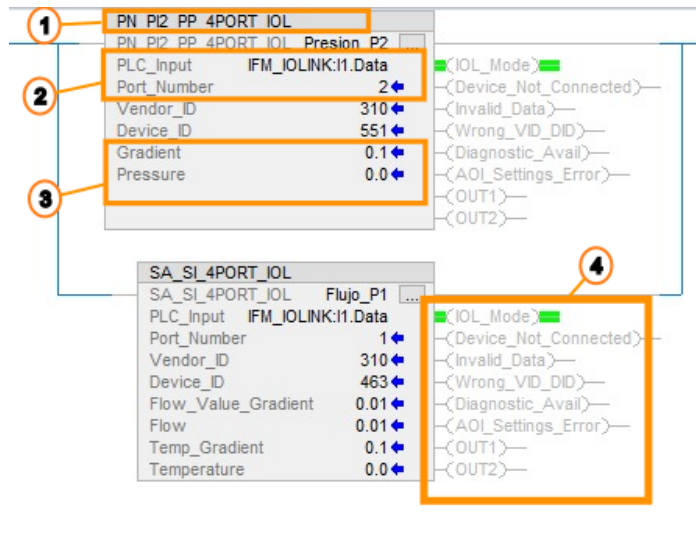 1
PN_PI2_PP_4PORT_IOL
PN_PI2_PP_4PORT_IOL Presion_P2 ...
PLC_Input IFM_IOLINK:I1.Data (IOL_Mode)
2
Port_Number 2 (Device_Not_Connected)
Vendor_ID 310 (Invalid_Data)
Device_ID 551 (Wrong_VID_DID)
Gradient 0.1 (Diagnostic_Avail)
Pressure 0.0 (AOI_Settings_Error)
3
(OUT1)
(OUT2)
SA_SI_4PORT_IOL
4
SA_SI_4PORT_IOL Flujo_P1 ...
PLC_Input IFM_IOLINK:I1.Data (IOL_Mode)
Port_Number 1 (Device_Not_Connected)
Vendor_ID 310 (Invalid_Data)
Device_ID 463 (Wrong_VID_DID)
Flow_Value_Gradient 0.01 (Diagnostic_Avail)
Flow 0.01 (AOI_Settings_Error)
Temp_Gradient 0.1 (OUT1)
Temperature 0.0 (OUT2)